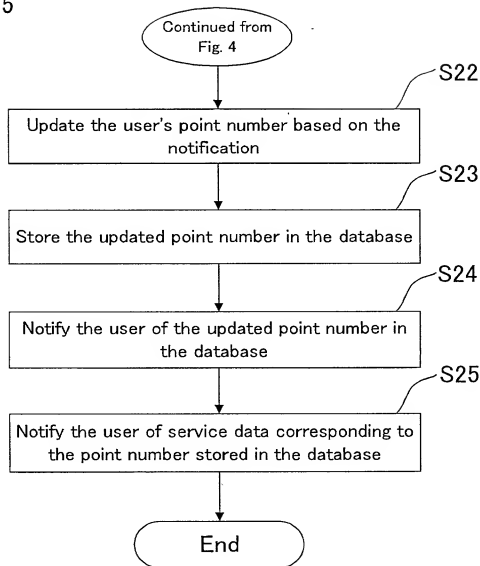 5
Continued from
Fig. 4
S22
Update the user's point number based on the
notification
S23
Store the updated point number in the database
S24
Notify the user of the updated point number in
the database
S25
Notify the user of service data corresponding to
the point number stored in the database
End